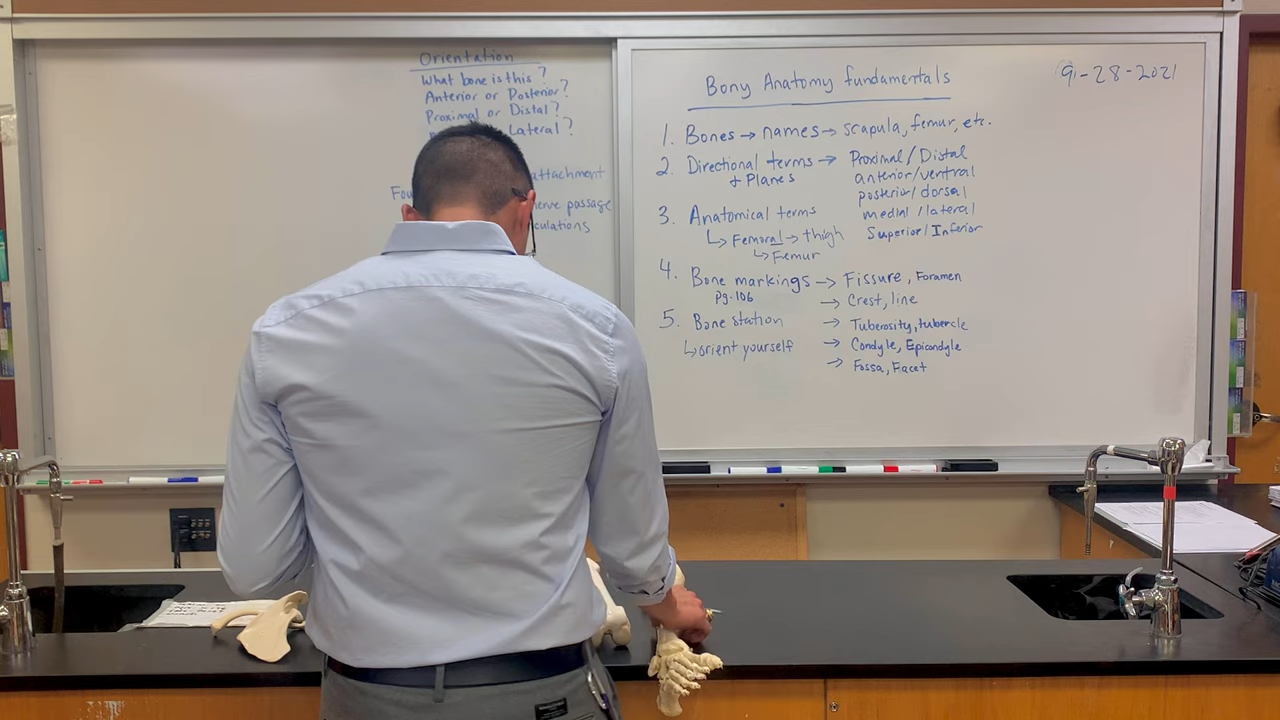 Orientation
What bone is this?
Anterior or Posterior?
Proximal or Distal?
Lateral?
attachment
nerve passage
Bony Anatomy fundamentals
9-28-2021
1. Bones → names → scapula, femur, etc.
2. Directional terms → Proximal/Distal
+ Planes
anterior/ventral
posterior/dorsal
medial/lateral
Superior/Inferior
3. Anatomical terms
↳ Femoral → thigh
↳ Femur
4. Bone markings → Fissure, Foramen
pg. 106
→ Crest, line
5. Bone station
↳ orient yourself
→ Tuberosity, tubercle
→ Condyle, Epicondyle
→ Fossa, Facet